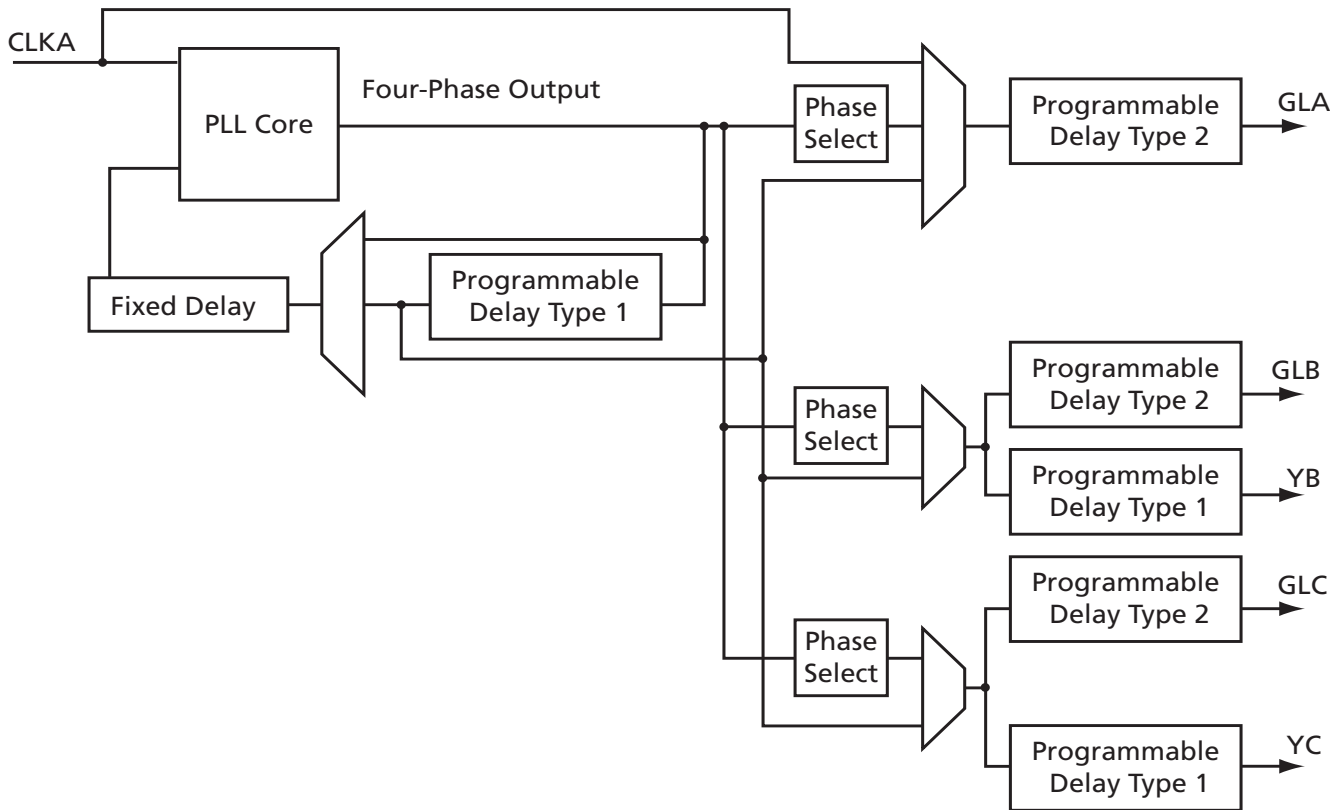 CLKA
PLL Core
Four-Phase Output
Phase
Select
Programmable
Delay Type 2
GLA
Fixed Delay
Programmable
Delay Type 1
Phase
Select
Programmable
Delay Type 2
GLB
Programmable
Delay Type 1
YB
Phase
Select
Programmable
Delay Type 2
GLC
Programmable
Delay Type 1
YC